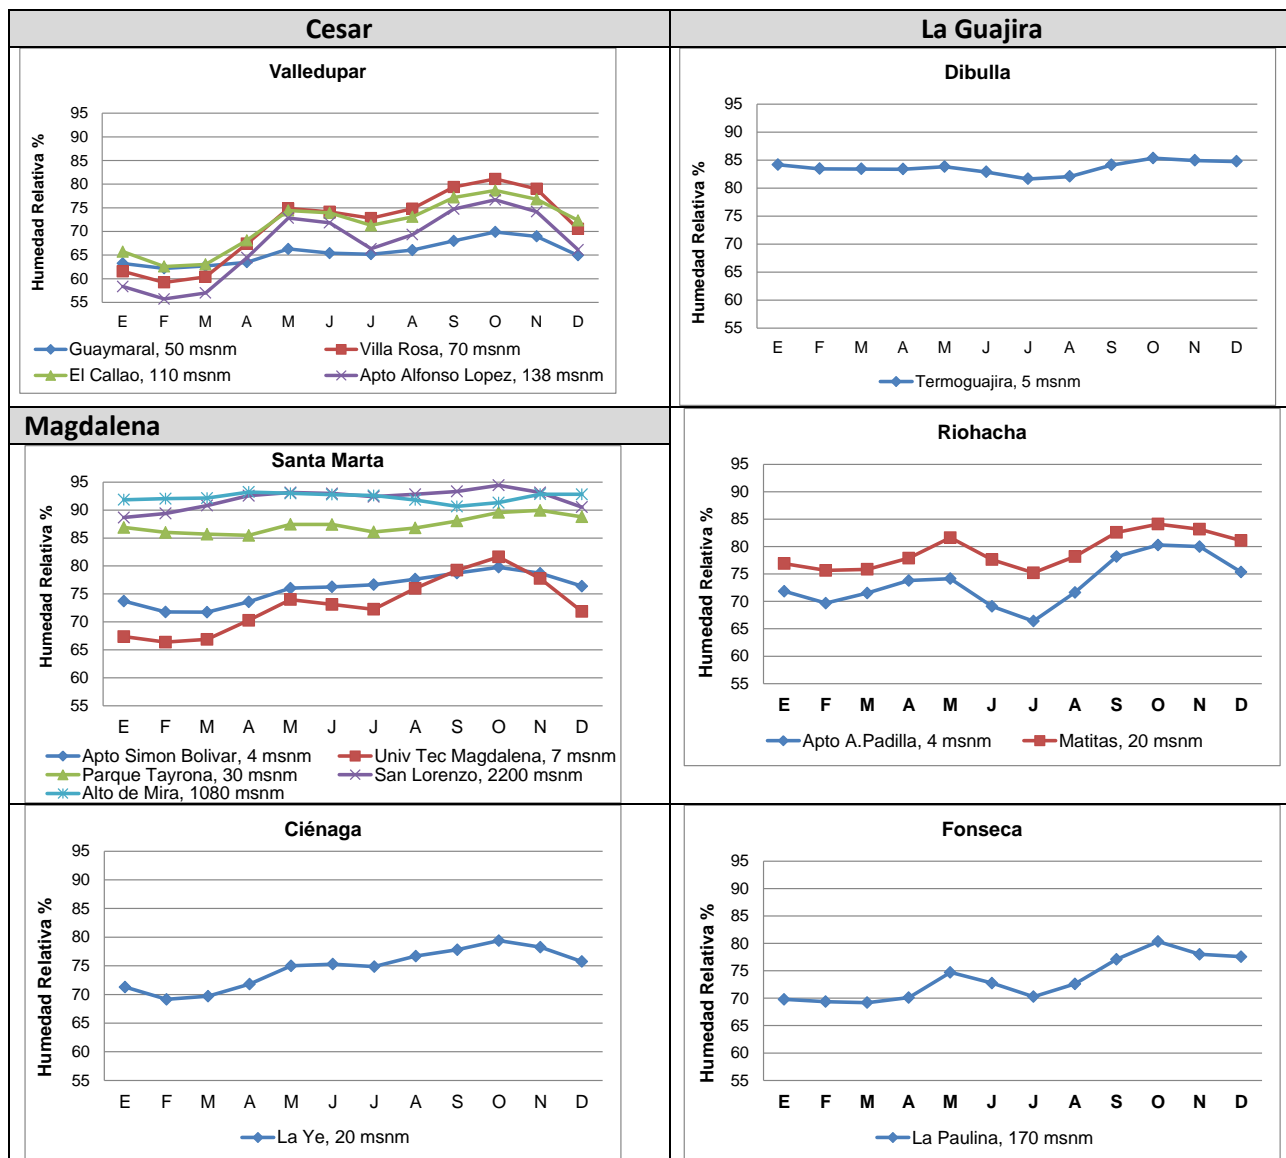 Cesar
La Guajira
Valledupar
Humedad Relativa %
95
90
85
80
75
70
65
60
55
E F M A M J J A S O N D
Guaymaral, 50 msnm
Villa Rosa, 70 msnm
El Callao, 110 msnm
Apto Alfonso Lopez, 138 msnm
Dibulla
Humedad Relativa %
95
90
85
80
75
70
65
60
55
E F M A M J J A S O N D
Termoguajira, 5 msnm
Magdalena
Santa Marta
Humedad Relativa %
95
90
85
80
75
70
65
60
55
E F M A M J J A S O N D
Apto Simon Bolivar, 4 msnm
Univ Tec Magdalena, 7 msnm
Parque Tayrona, 30 msnm
San Lorenzo, 2200 msnm
Alto de Mira, 1080 msnm
Riohacha
Humedad Relativa %
95
90
85
80
75
70
65
60
55
E F M A M J J A S O N D
Apto A.Padilla, 4 msnm
Matitas, 20 msnm
Ciénaga
Humedad Relativa %
95
90
85
80
75
70
65
60
55
E F M A M J J A S O N D
La Ye, 20 msnm
Fonseca
Humedad Relativa %
95
90
85
80
75
70
65
60
55
E F M A M J J A S O N D
La Paulina, 170 msnm